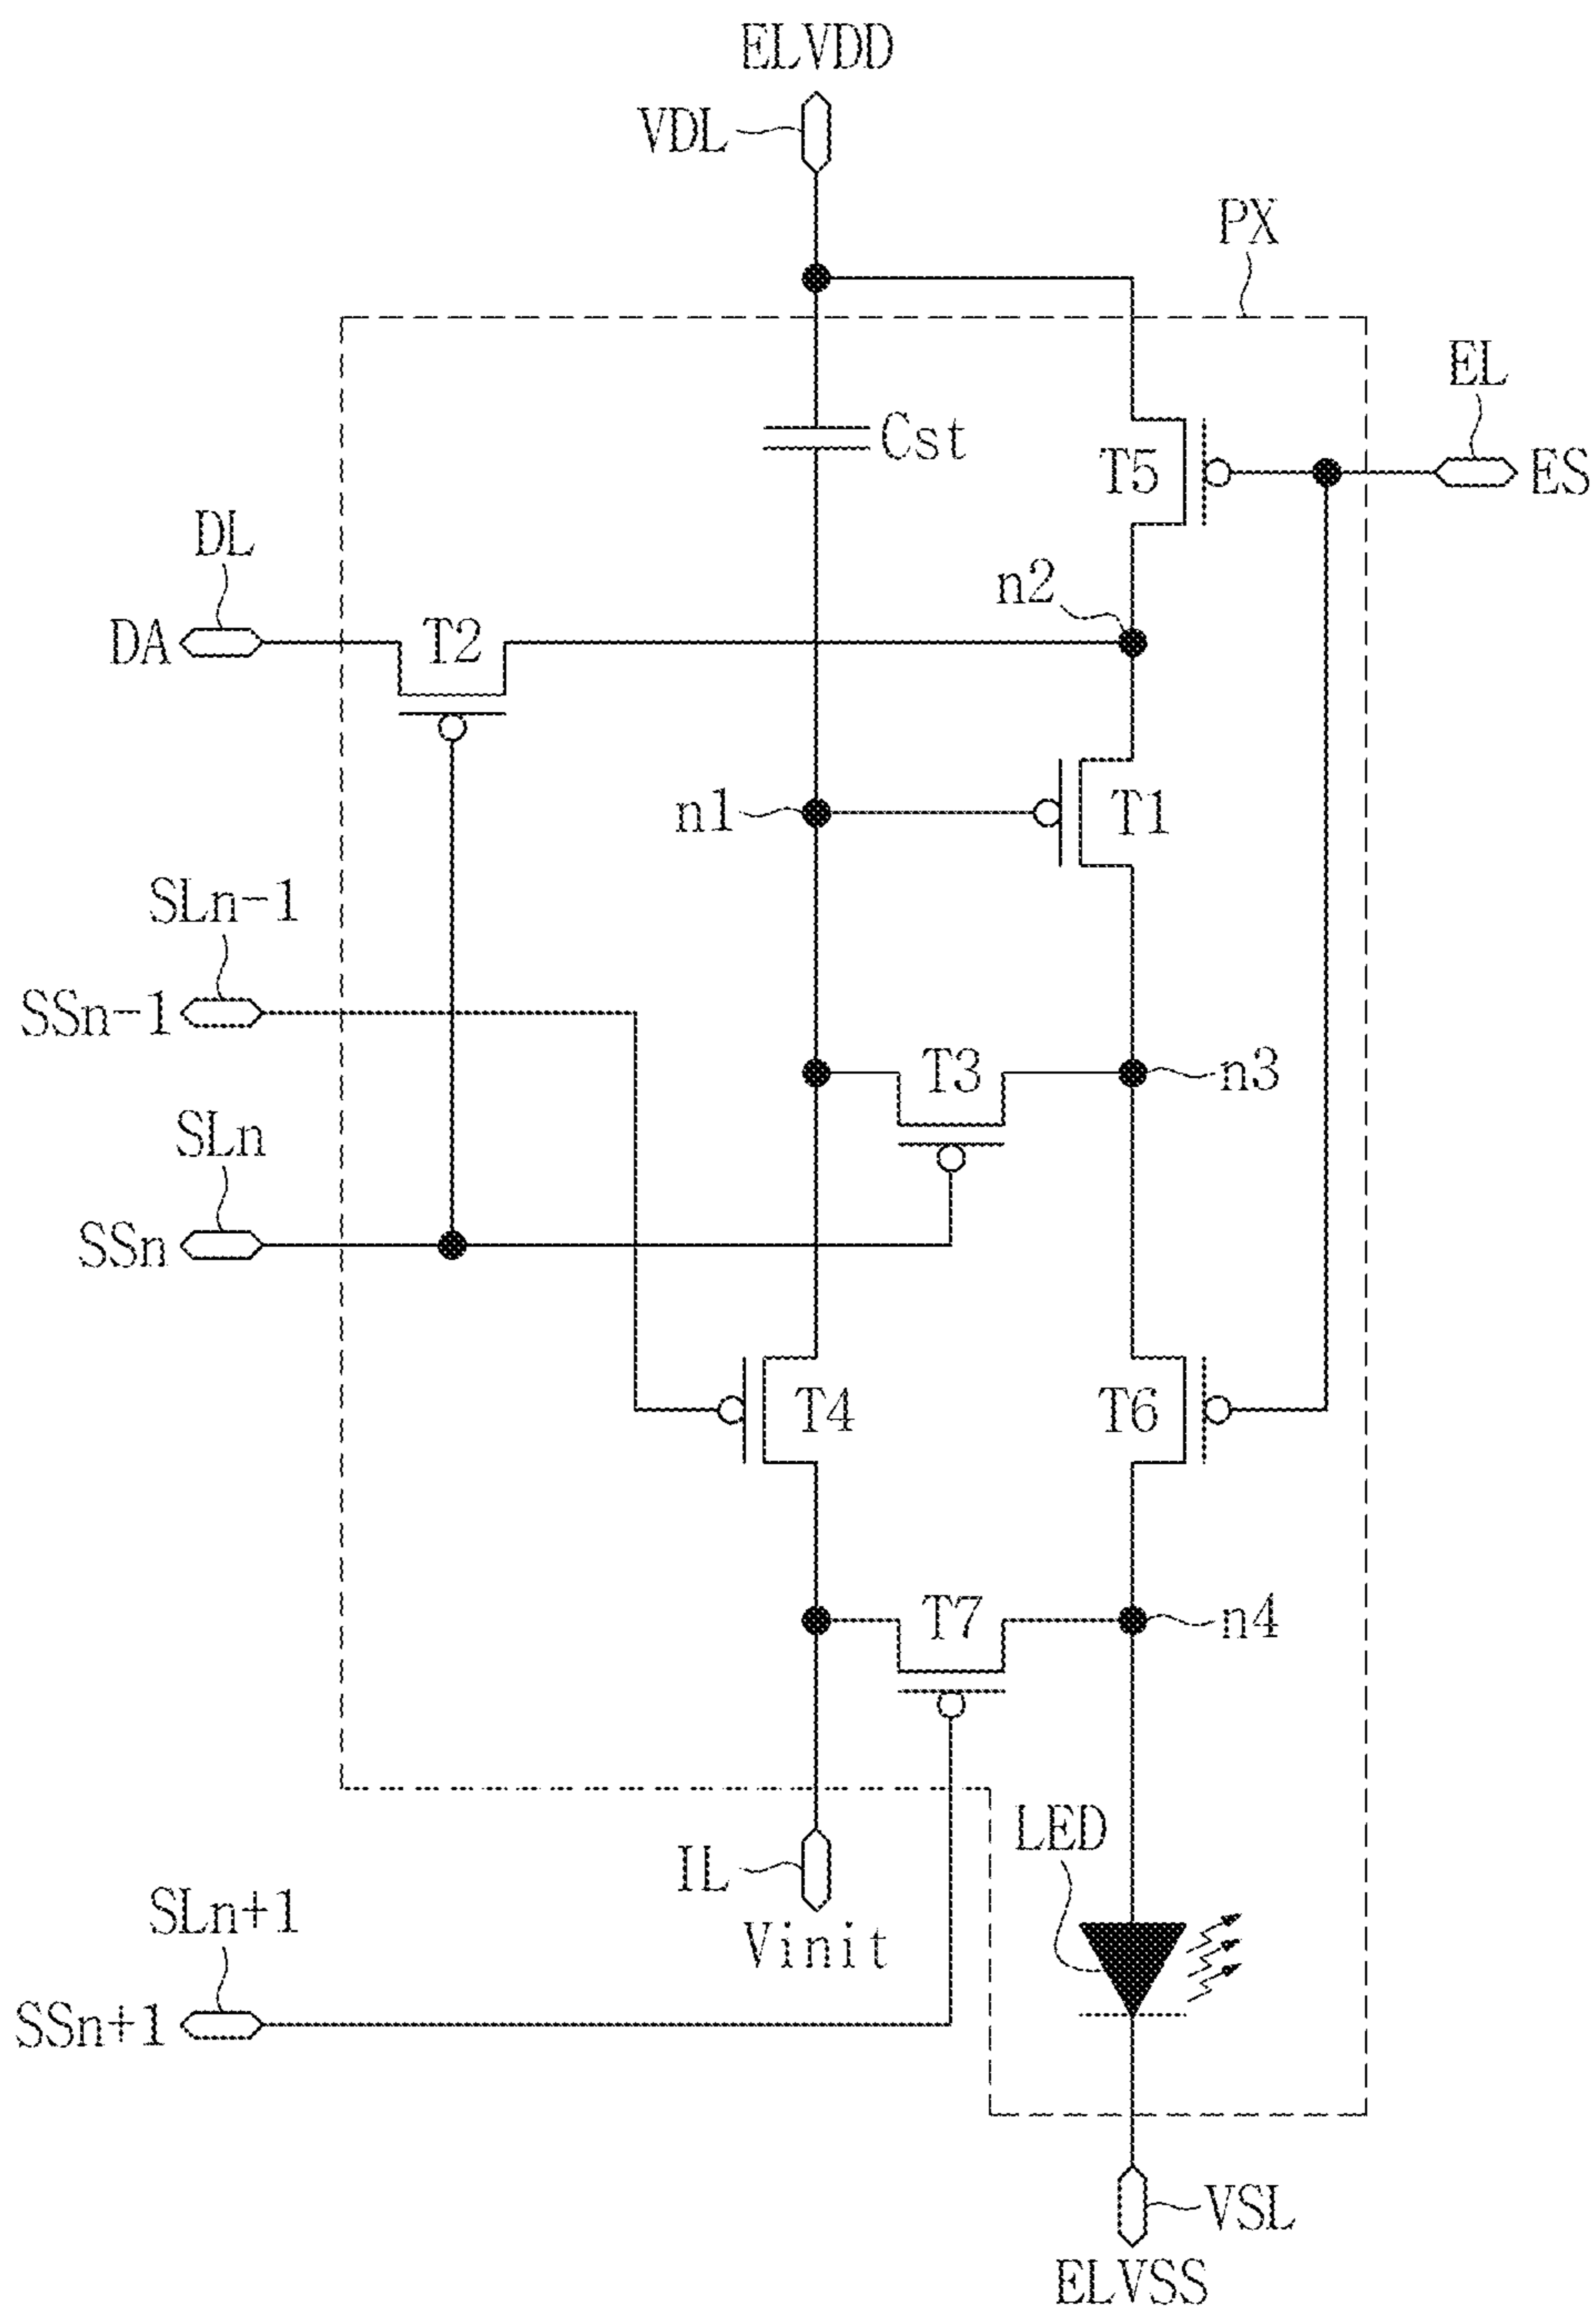 ELVDD
VDL
PX
EL
Cst
T5
ES
DL
n2
DA
T2
n1
T1
SLn-1
SSn-1
T3
n3
SLn
SSn
T4
T6
T7
n4
LED
IL
SLn+1
Vinit
SSn+1
VSL
ELVSS